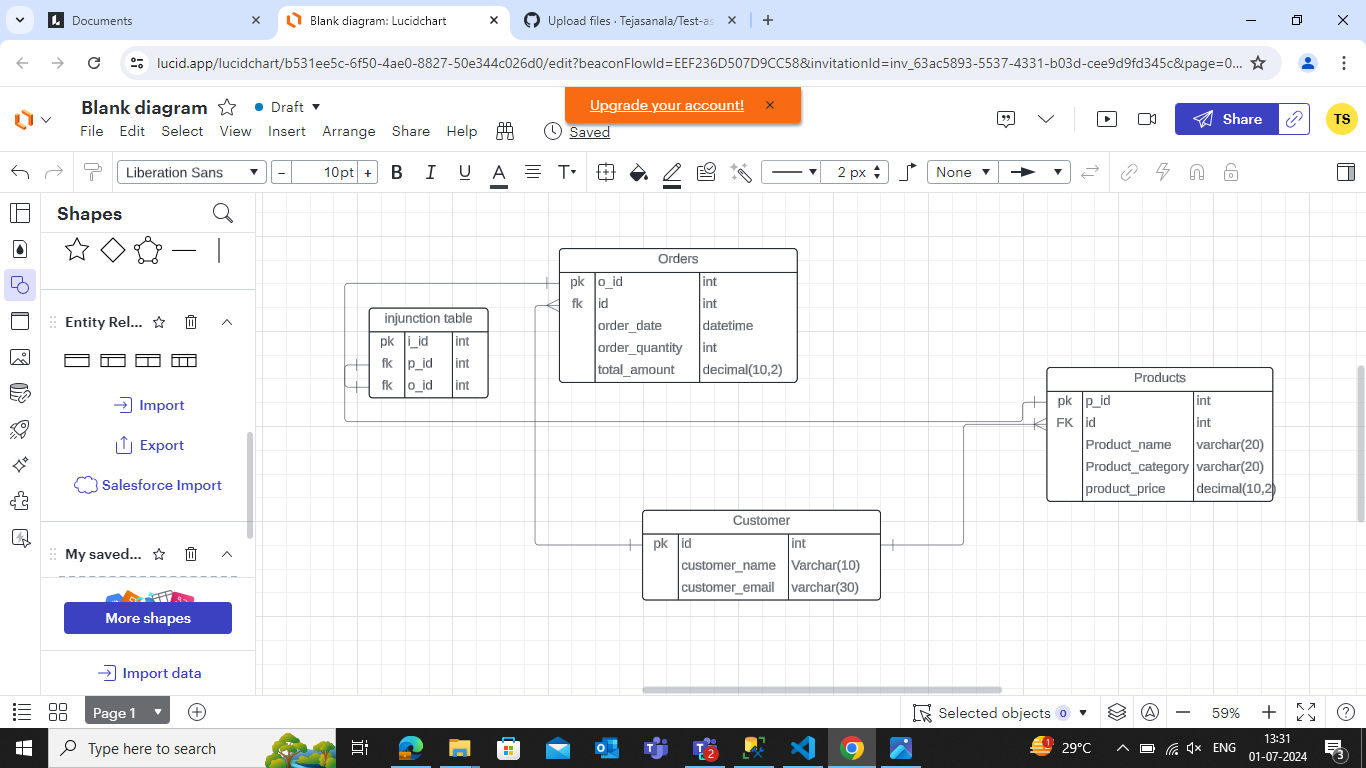 Documents
Blank diagram: Lucidchart
Upload files · Tejasanala/Test-as
lucid.app/lucidchart/b531ee5c-6f50-4ae0-8827-50e344c026d0/edit?beaconFlowId=EEF236D507D9CC58&invitationId=inv_63ac5893-5537-4331-b03d-cee9d9fd345c&page=0...
Blank diagram
Draft
Upgrade your account!
File Edit Select View Insert Arrange Share Help
Saved
Share
TS
Liberation Sans
− 10pt +
B I U A T
2 px
None
Shapes
Entity Rel...
Import
Export
Salesforce Import
My saved...
More shapes
Import data
Orders
pk o_id int
fk id int
order_date datetime
order_quantity int
total_amount decimal(10,2)
injunction table
pk i_id int
fk p_id int
fk o_id int
Products
pk p_id int
FK id int
Product_name varchar(20)
Product_category varchar(20)
product_price decimal(10,2)
Customer
pk id int
customer_name Varchar(10)
customer_email varchar(30)
Page 1
Selected objects 0
59%
Type here to search
2
1
29°C
ENG
13:31
01-07-2024
3